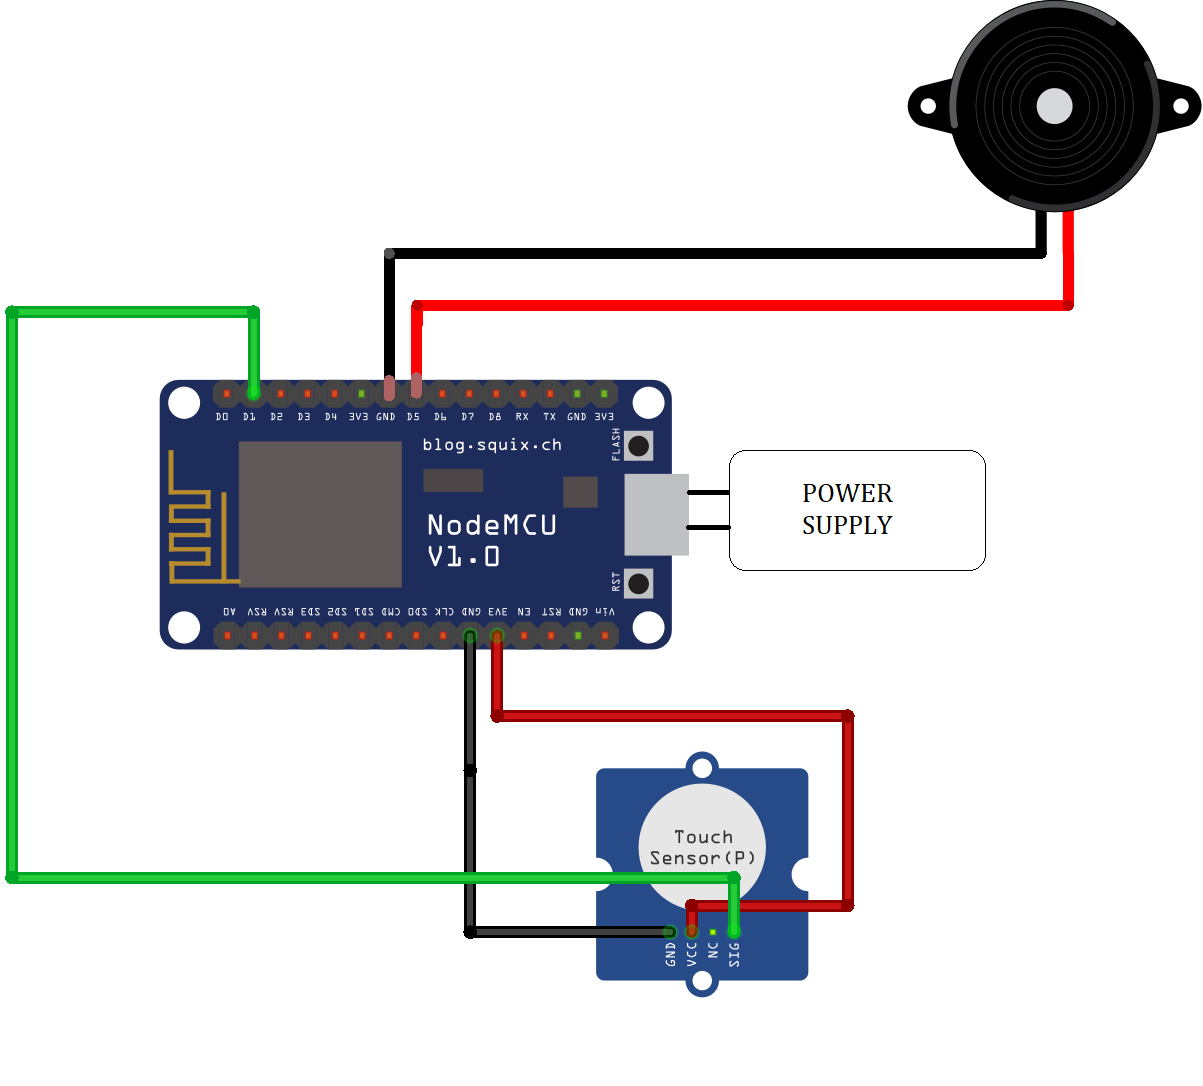 D0 D1 D2 D3 D4 3V3 GND D5 D6 D7 D8 RX TX GND 3V3
blog.squix.ch
FLASH
NodeMCU
V1.0
RST
POWER
SUPPLY
A0 RSV RSV SD3 SD2 SD1 CMD SD0 CLK GND 3V3 EN RST GND Vin
Touch
Sensor(P)
GND
VCC
NC
SIG